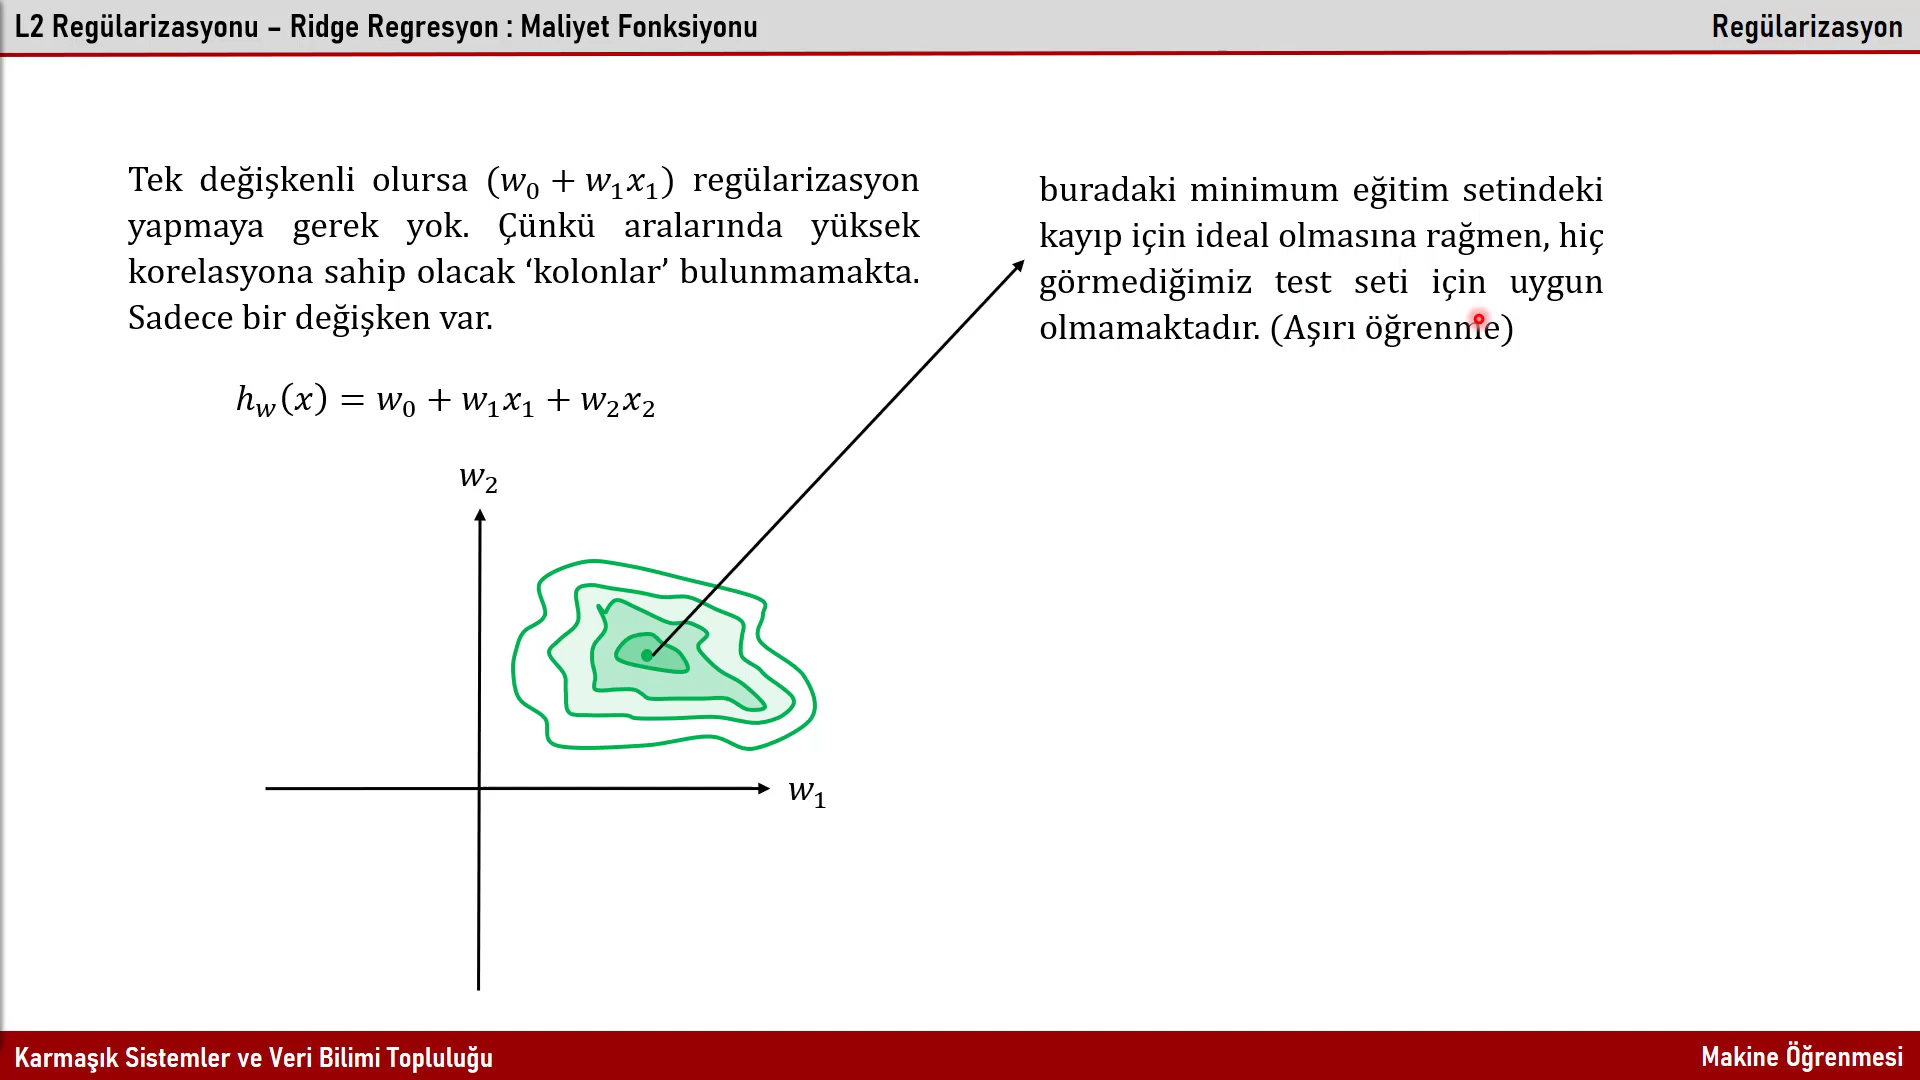 L2 Regülarizasyonu – Ridge Regresyon : Maliyet Fonksiyonu
Regülarizasyon
Tek değişkenli olursa (w₀ + w₁x₁) regülarizasyon
yapmaya gerek yok. Çünkü aralarında yüksek
korelasyona sahip olacak ‘kolonlar’ bulunmamakta.
Sadece bir değişken var.
h_w(x) = w₀ + w₁x₁ + w₂x₂
buradaki minimum eğitim setindeki
kayıp için ideal olmasına rağmen, hiç
görmediğimiz test seti için uygun
olmamaktadır. (Aşırı öğrenme)
w₂
w₁
Karmaşık Sistemler ve Veri Bilimi Topluluğu
Makine Öğrenmesi